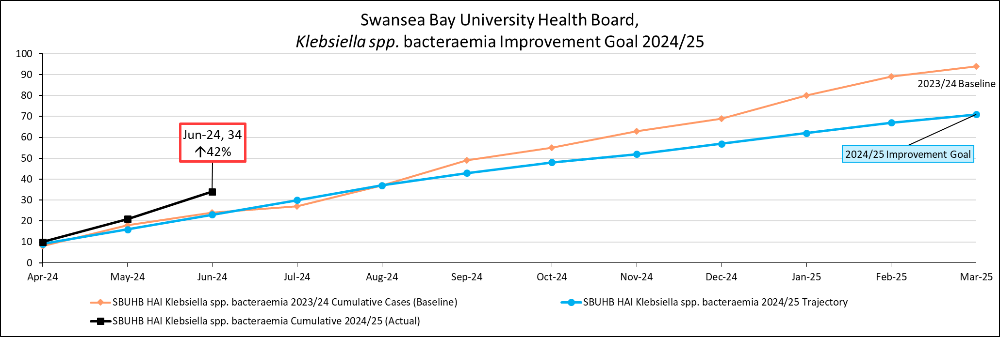 Swansea Bay University Health Board,
Klebsiella spp. bacteraemia Improvement Goal 2024/25
100
90
80
70
60
50
40
30
20
10
0
Jun-24, 34
↑42%
2023/24 Baseline
2024/25 Improvement Goal
Apr-24 May-24 Jun-24 Jul-24 Aug-24 Sep-24 Oct-24 Nov-24 Dec-24 Jan-25 Feb-25 Mar-25
SBUHB HAI Klebsiella spp. bacteraemia 2023/24 Cumulative Cases (Baseline)
SBUHB HAI Klebsiella spp. bacteraemia 2024/25 Trajectory
SBUHB HAI Klebsiella spp. bacteraemia Cumulative 2024/25 (Actual)